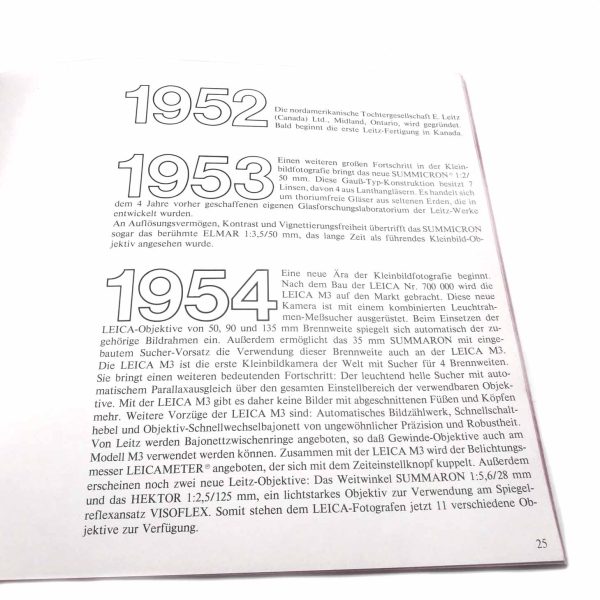 1952
Die nordamerikanische Tochtergesellschaft E. Leitz
(Canada) Ltd., Midland, Ontario, wird gegründet.
Bald beginnt die erste Leitz-Fertigung in Kanada.
1953
Einen weiteren großen Fortschritt in der Klein-
bildfotografie bringt das neue SUMMICRON® 1:2/
50 mm. Diese Gauß-Typ-Konstruktion besitzt 7
Linsen, davon 4 aus Lanthangläsern. Es handelt sich
um thoriumfreie Gläser aus seltenen Erden, die in
dem 4 Jahre vorher geschaffenen eigenen Glasforschungslaboratorium der Leitz-Werke
entwickelt wurden.
An Auflösungsvermögen, Kontrast und Vignettierungsfreiheit übertrifft das SUMMICRON
sogar das berühmte ELMAR 1:3,5/50 mm, das lange Zeit als führendes Kleinbild-Ob-
jektiv angesehen wurde.
1954
Eine neue Ära der Kleinbildfotografie beginnt.
Nach dem Bau der LEICA Nr. 700 000 wird die
LEICA M3 auf den Markt gebracht. Diese neue
Kamera ist mit einem kombinierten Leuchtrah-
men-Meßsucher ausgerüstet. Beim Einsetzen der
LEICA-Objektive von 50, 90 und 135 mm Brennweite spiegelt sich automatisch der zu-
gehörige Bildrahmen ein. Außerdem ermöglicht das 35 mm SUMMARON mit einge-
bautem Sucher-Vorsatz die Verwendung dieser Brennweite auch an der LEICA M3.
Die LEICA M3 ist die erste Kleinbildkamera der Welt mit Sucher für 4 Brennweiten.
Sie bringt einen weiteren bedeutenden Fortschritt: Der leuchtend helle Sucher mit auto-
matischem Parallaxausgleich über den gesamten Einstellbereich der verwendbaren Objek-
tive. Mit der LEICA M3 gibt es daher keine Bilder mit abgeschnittenen Füßen und Köpfen
mehr. Weitere Vorzüge der LEICA M3 sind: Automatisches Bildzählwerk, Schnellschalt-
hebel und Objektiv-Schnellwechselbajonett von ungewöhnlicher Präzision und Robustheit.
Von Leitz werden Bajonettzwischenringe angeboten, so daß Gewinde-Objektive auch am
Modell M3 verwendet werden können. Zusammen mit der LEICA M3 wird der Belichtungs-
messer LEICAMETER® angeboten, der sich mit dem Zeiteinstellknopf kuppelt. Außerdem
erscheinen noch zwei neue Leitz-Objektive: Das Weitwinkel SUMMARON 1:5,6/28 mm
und das HEKTOR 1:2,5/125 mm, ein lichtstarkes Objektiv zur Verwendung am Spiegel-
reflexansatz VISOFLEX. Somit stehen dem LEICA-Fotografen jetzt 11 verschiedene Ob-
jektive zur Verfügung.
25